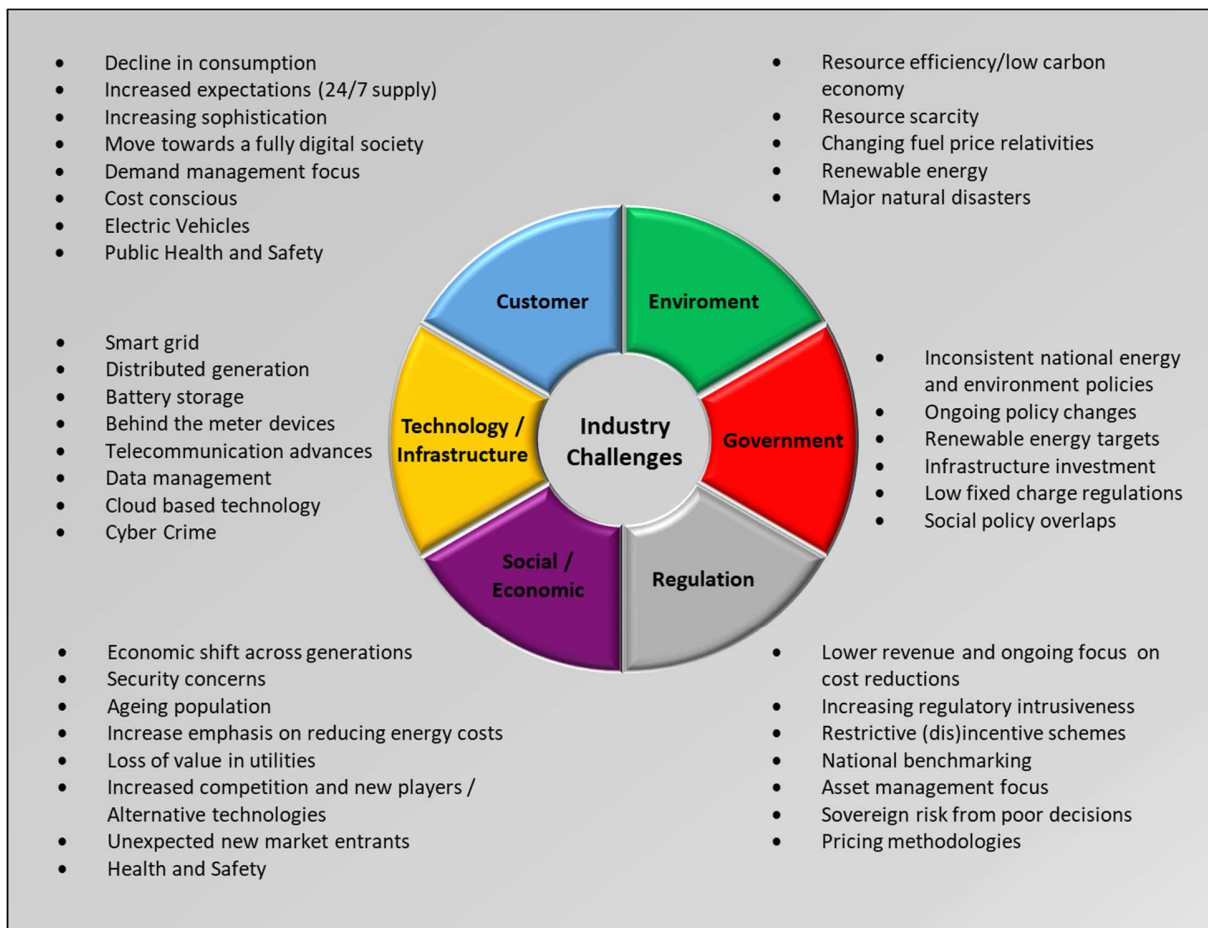 • Decline in consumption
• Increased expectations (24/7 supply)
• Increasing sophistication
• Move towards a fully digital society
• Demand management focus
• Cost conscious
• Electric Vehicles
• Public Health and Safety
• Resource efficiency/low carbon
economy
• Resource scarcity
• Changing fuel price relativities
• Renewable energy
• Major natural disasters
Customer
Enviroment
• Smart grid
• Distributed generation
• Battery storage
• Behind the meter devices
• Telecommunication advances
• Data management
• Cloud based technology
• Cyber Crime
Technology /
Infrastructure
Industry
Challenges
Government
• Inconsistent national energy
and environment policies
• Ongoing policy changes
• Renewable energy targets
• Infrastructure investment
• Low fixed charge regulations
• Social policy overlaps
Social /
Economic
Regulation
• Economic shift across generations
• Security concerns
• Ageing population
• Increase emphasis on reducing energy costs
• Loss of value in utilities
• Increased competition and new players /
Alternative technologies
• Unexpected new market entrants
• Health and Safety
• Lower revenue and ongoing focus on
cost reductions
• Increasing regulatory intrusiveness
• Restrictive (dis)incentive schemes
• National benchmarking
• Asset management focus
• Sovereign risk from poor decisions
• Pricing methodologies